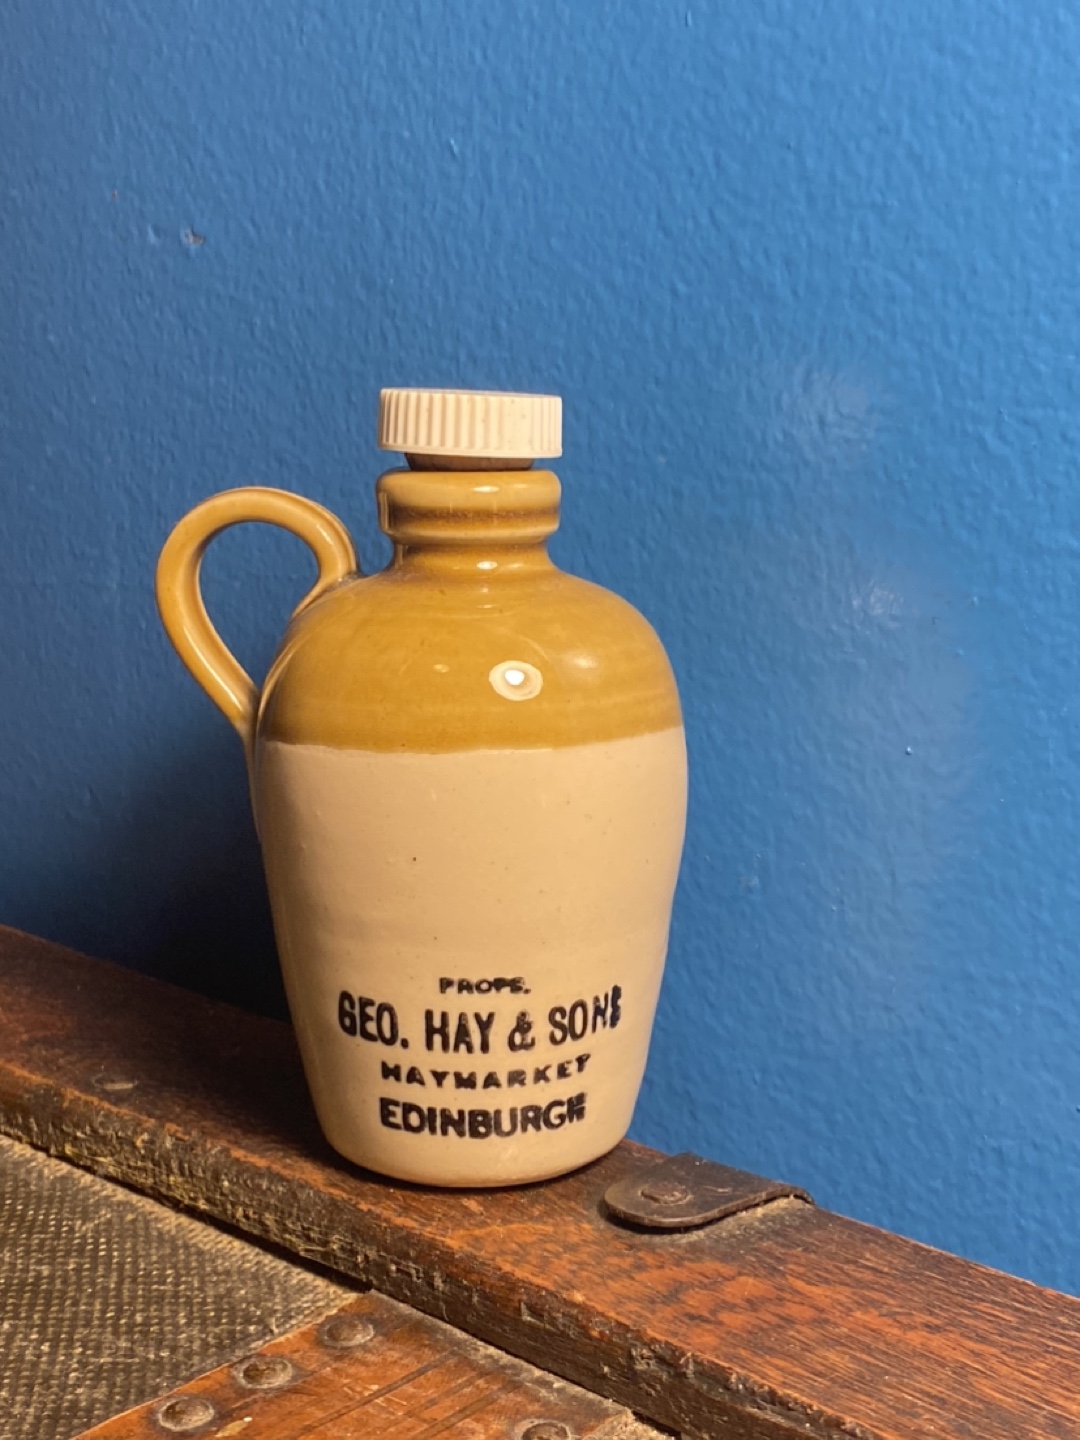 PROPS.
GEO. HAY & SONS
HAYMARKET
EDINBURGH